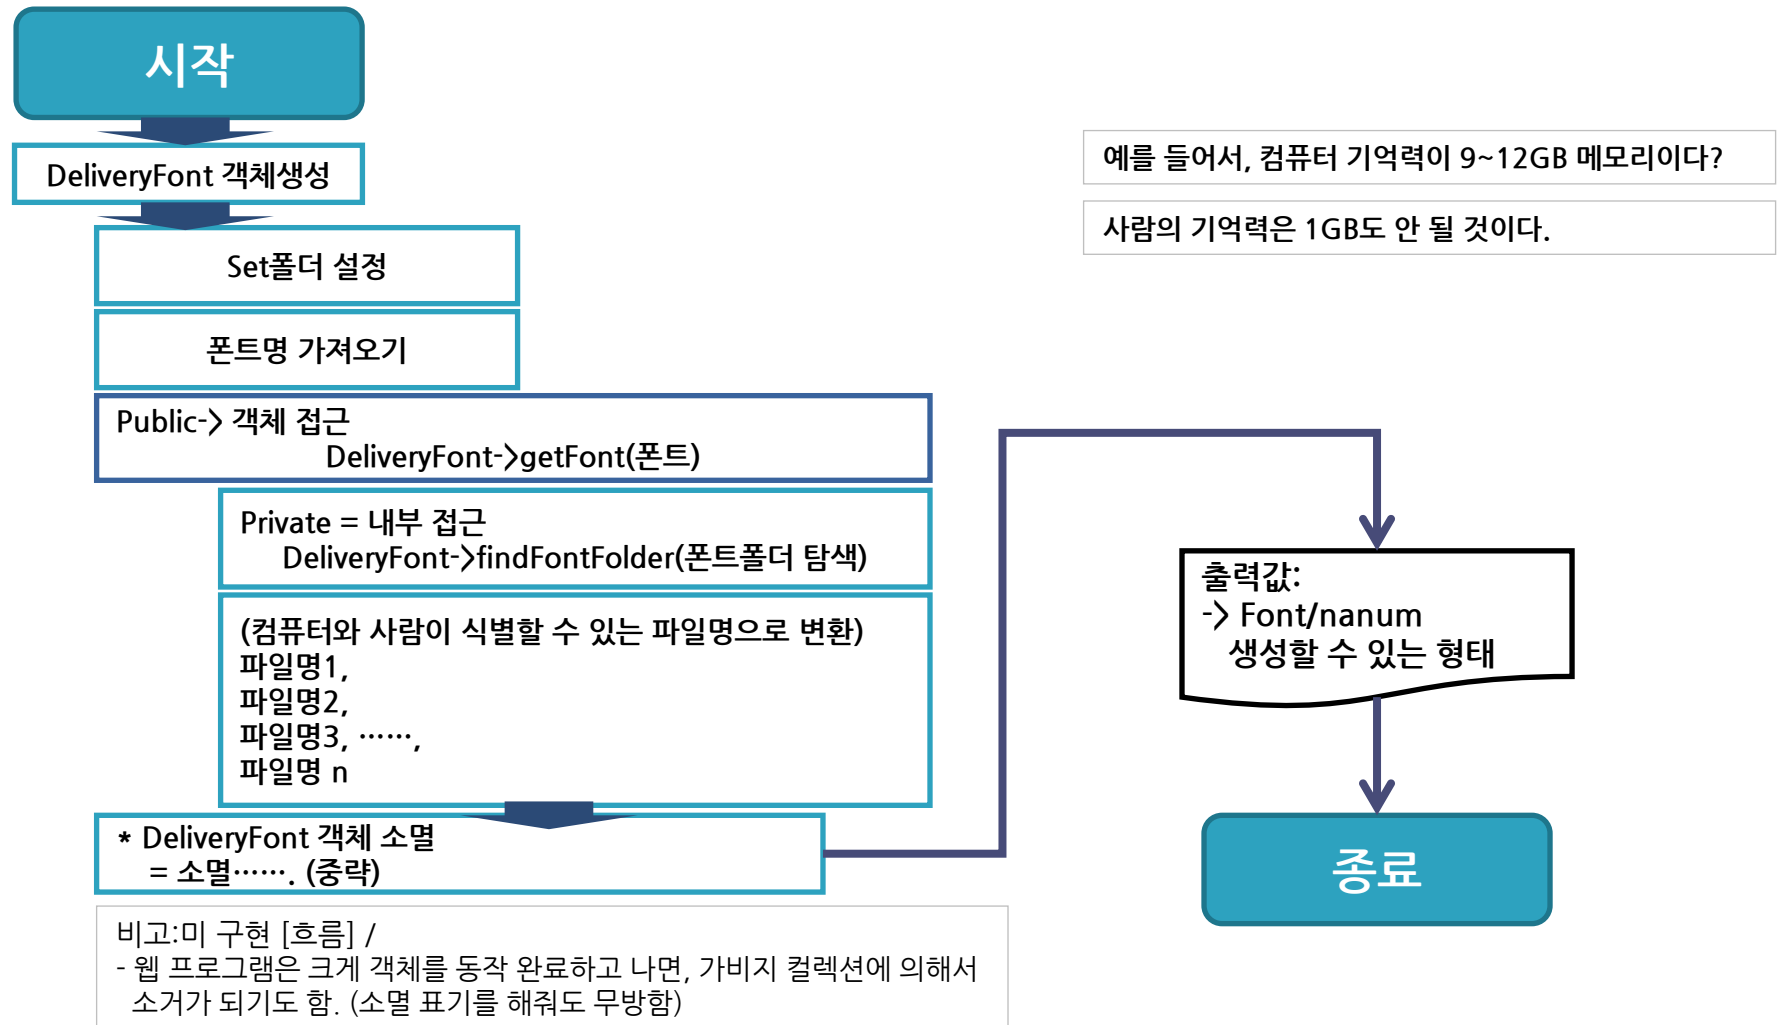 시작
DeliveryFont 객체생성
Set폴더 설정
폰트명 가져오기
Public-> 객체 접근
DeliveryFont->getFont(폰트)
Private = 내부 접근
DeliveryFont->findFontFolder(폰트폴더 탐색)
(컴퓨터와 사람이 식별할 수 있는 파일명으로 변환)
파일명1,
파일명2,
파일명3, ……,
파일명 n
* DeliveryFont 객체 소멸
= 소멸……. (중략)
비고:미 구현 [흐름] /
- 웹 프로그램은 크게 객체를 동작 완료하고 나면, 가비지 컬렉션에 의해서
소거가 되기도 함. (소멸 표기를 해줘도 무방함)
예를 들어서, 컴퓨터 기억력이 9~12GB 메모리이다?
사람의 기억력은 1GB도 안 될 것이다.
출력값:
-> Font/nanum
생성할 수 있는 형태
종료